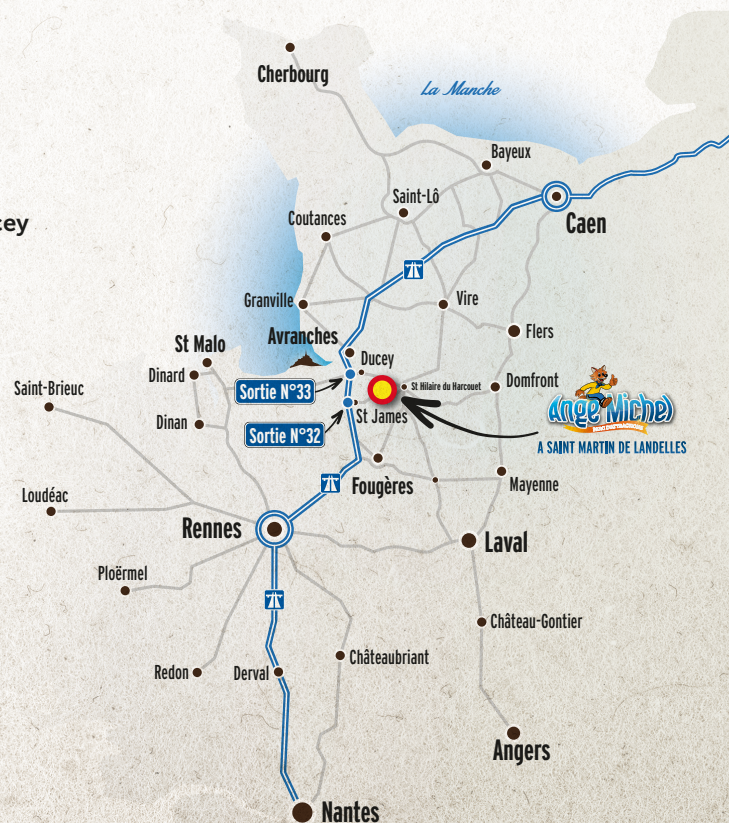 Cherbourg
La Manche
Bayeux
Saint-Lô
Caen
Coutances
Granville
Vire
Avranches
Flers
St Malo
Ducey
Dinard
St Hilaire du Harcouet
Domfront
Saint-Brieuc
Sortie N°33
Ange Michel
Dinan
St James
Sortie N°32
A SAINT MARTIN DE LANDELLES
Fougères
Mayenne
Loudéac
Rennes
Laval
Ploërmel
Château-Gontier
Châteaubriant
Redon
Derval
Angers
Nantes